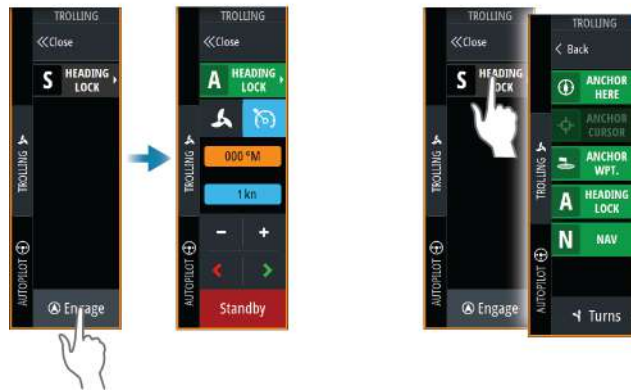 TROLLING
Close
S HEADING
LOCK
TROLLING
AUTOPILOT
Engage
TROLLING
Close
A HEADING
LOCK
000 °M
1 kn
TROLLING
AUTOPILOT
Standby
TROLLING
Close
S HEADING
LOCK
TROLLING
AUTOPILOT
Engage
TROLLING
Back
ANCHOR
HERE
ANCHOR
CURSOR
ANCHOR
WPT.
A HEADING
LOCK
N NAV
TROLLING
AUTOPILOT
Turns